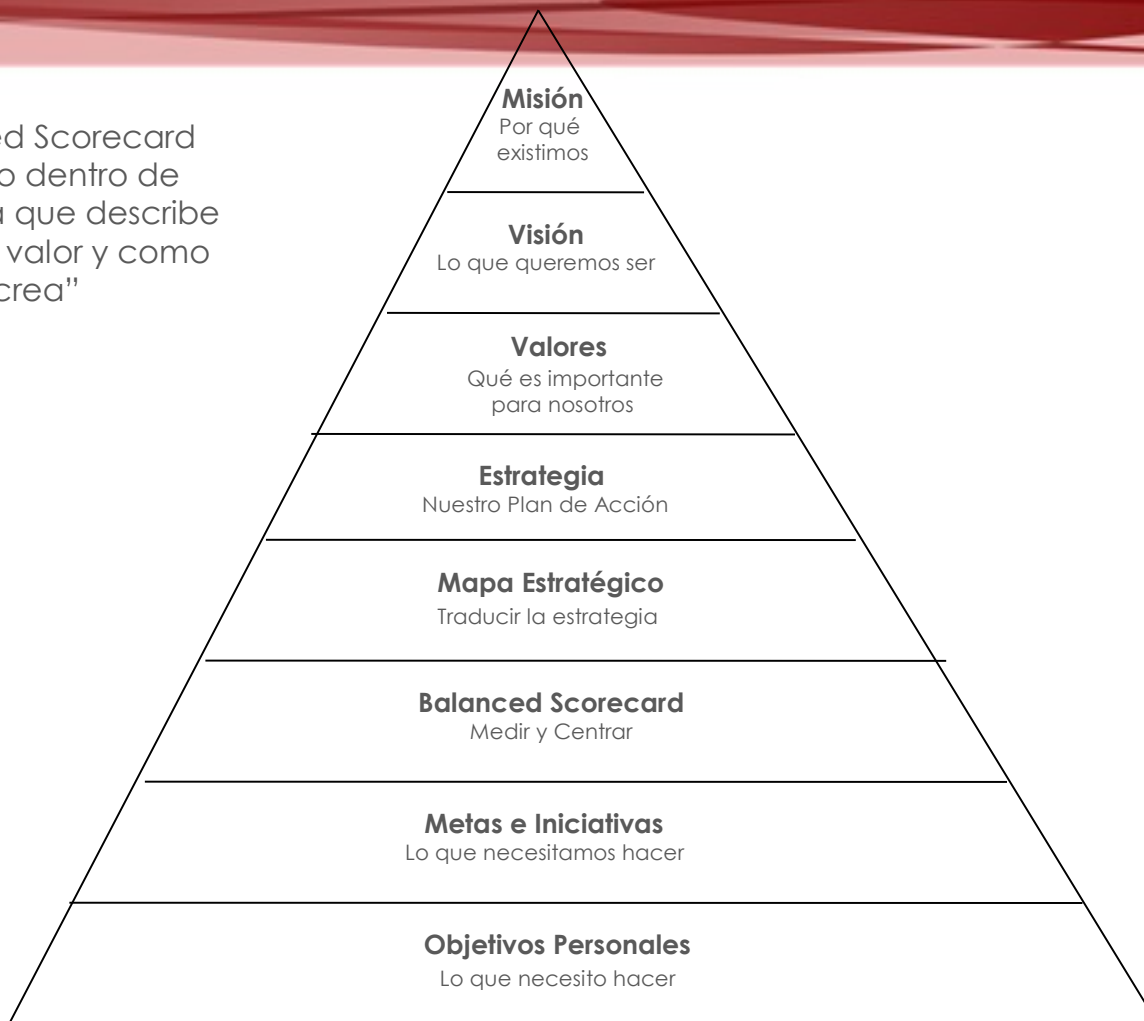 ed Scorecard
o dentro de
a que describe
valor y como
crea”
Misión
Por qué
existimos
Visión
Lo que queremos ser
Valores
Qué es importante
para nosotros
Estrategia
Nuestro Plan de Acción
Mapa Estratégico
Traducir la estrategia
Balanced Scorecard
Medir y Centrar
Metas e Iniciativas
Lo que necesitamos hacer
Objetivos Personales
Lo que necesito hacer